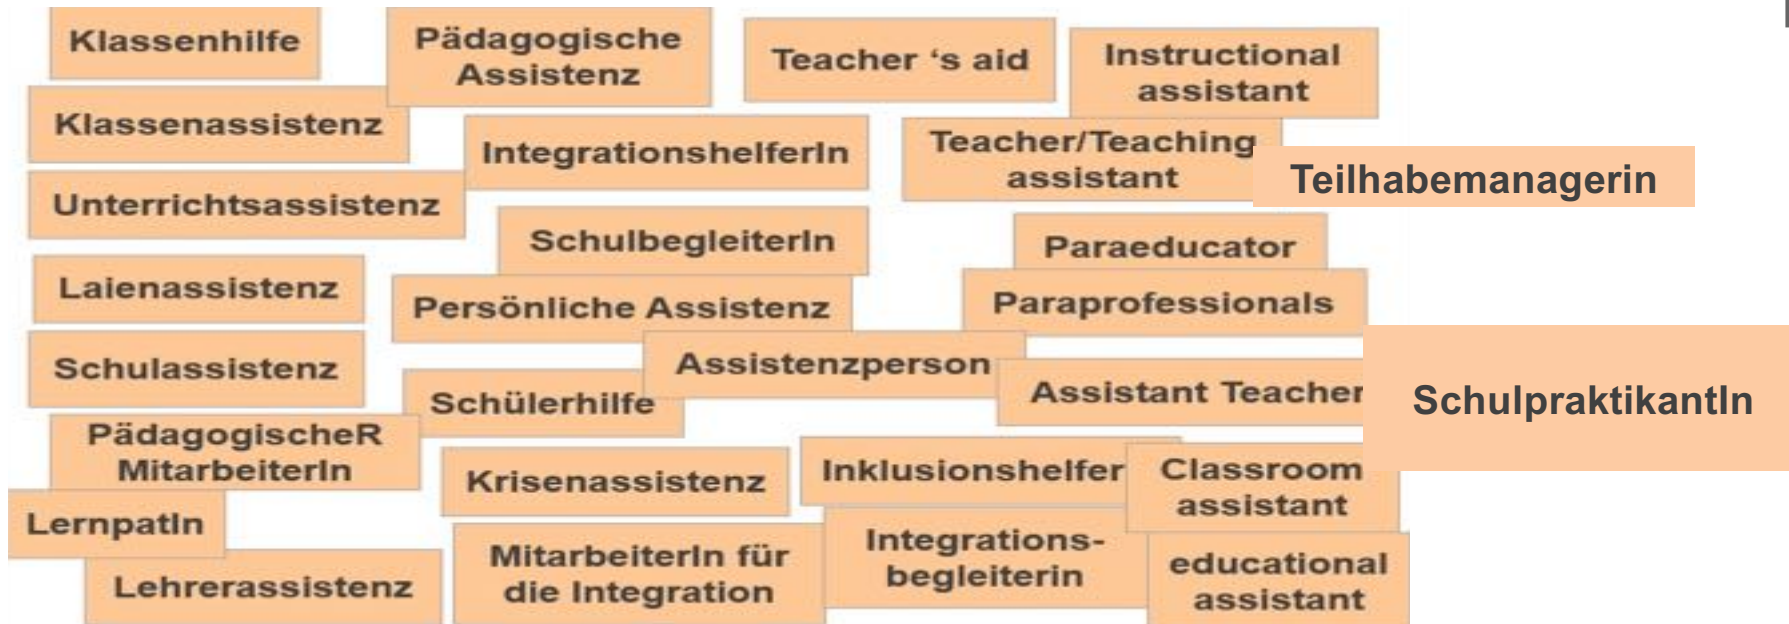 Klassenhilfe
Pädagogische
Assistenz
Teacher ‘s aid
Instructional
assistant
Klassenassistenz
IntegrationshelferIn
Teacher/Teaching
assistant
Teilhabemanagerin
Unterrichtsassistenz
SchulbegleiterIn
Paraeducator
Laienassistenz
Persönliche Assistenz
Paraprofessionals
Schulassistenz
Assistenzperson
Schülerhilfe
Assistant Teacher
SchulpraktikantIn
PädagogischeR
MitarbeiterIn
Krisenassistenz
Inklusionshelfer
Classroom
assistant
LernpatIn
Lehrerassistenz
MitarbeiterIn für
die Integration
Integrations-
begleiterin
educational
assistant